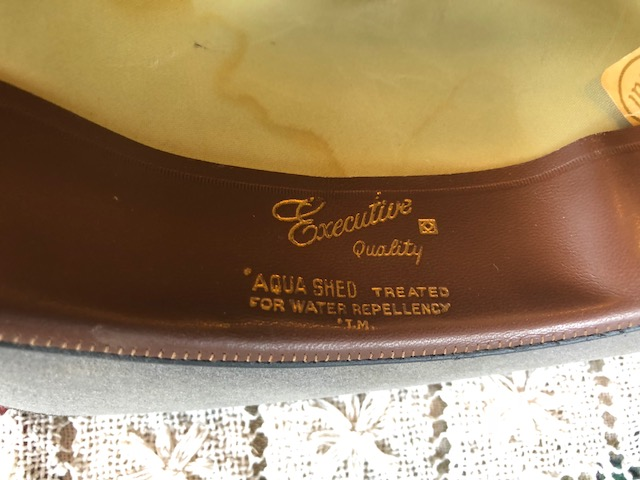 Executive
Quality
*AQUA SHED TREATED
FOR WATER REPELLENCY
*T.M.